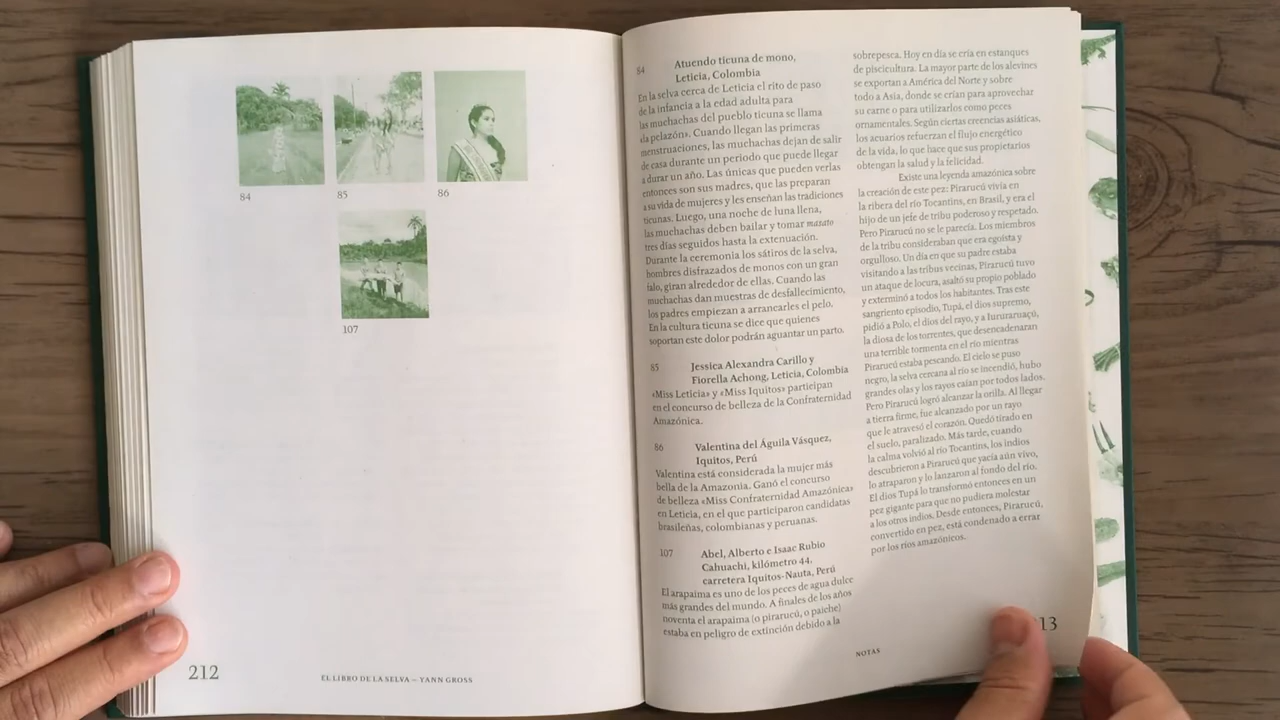 84
85
86
107
212
EL LIBRO DE LA SELVA — YANN GROSS
84 Atuendo ticuna de mono,
Leticia, Colombia
En la selva cerca de Leticia el rito de paso
de la infancia a la edad adulta para
las muchachas del pueblo ticuna se llama
«la pelazón». Cuando llegan las primeras
menstruaciones, las muchachas dejan de salir
de casa durante un periodo que puede llegar
a durar un año. Las únicas que pueden verlas
entonces son sus madres, que las preparan
a su vida de mujeres y les enseñan las tradiciones
ticunas. Luego, una noche de luna llena,
las muchachas deben bailar y tomar masato
tres días seguidos hasta la extenuación.
Durante la ceremonia los sátiros de la selva,
hombres disfrazados de monos con un gran
falo, giran alrededor de ellas. Cuando las
muchachas dan muestras de desfallecimiento,
los padres empiezan a arrancarles el pelo.
En la cultura ticuna se dice que quienes
soportan este dolor podrán aguantar un parto.
85 Jessica Alexandra Carillo y
Fiorella Achong, Leticia, Colombia
«Miss Leticia» y «Miss Iquitos» participan
en el concurso de belleza de la Confraternidad
Amazónica.
86 Valentina del Águila Vásquez,
Iquitos, Perú
Valentina está considerada la mujer más
bella de la Amazonia. Ganó el concurso
de belleza «Miss Confraternidad Amazónica»
en Leticia, en el que participaron candidatas
brasileñas, colombianas y peruanas.
107 Abel, Alberto e Isaac Rubio
Cahuachi, kilómetro 44,
carretera Iquitos-Nauta, Perú
El arapaima es uno de los peces de agua dulce
más grandes del mundo. A finales de los años
noventa el arapaima (o pirarucú, o paiche)
estaba en peligro de extinción debido a la
sobrepesca. Hoy en día se cría en estanques
de piscicultura. La mayor parte de los alevines
se exportan a América del Norte y sobre
todo a Asia, donde se crían para aprovechar
su carne o para utilizarlos como peces
ornamentales. Según ciertas creencias asiáticas,
los acuarios refuerzan el flujo energético
de la vida, lo que hace que sus propietarios
obtengan la salud y la felicidad.
Existe una leyenda amazónica sobre
la creación de este pez: Pirarucú vivía en
la ribera del río Tocantins, en Brasil, y era el
hijo de un jefe de tribu poderoso y respetado.
Pero Pirarucú no se le parecía. Los miembros
de la tribu consideraban que era egoísta y
orgulloso. Un día en que su padre estaba
visitando a las tribus vecinas, Pirarucú tuvo
un ataque de locura, asaltó su propio poblado
y exterminó a todos los habitantes. Tras este
sangriento episodio, Tupá, el dios supremo,
pidió a Polo, el dios del rayo, y a Iururaruaçú,
la diosa de los torrentes, que desencadenaran
una terrible tormenta en el río mientras
Pirarucú estaba pescando. El cielo se puso
negro, la selva cercana al río se incendió, hubo
grandes olas y los rayos caían por todos lados.
Pero Pirarucú logró alcanzar la orilla. Al llegar
a tierra firme, fue alcanzado por un rayo
que le atravesó el corazón. Quedó tirado en
el suelo, paralizado. Más tarde, cuando
la calma volvió al río Tocantins, los indios
descubrieron a Pirarucú que yacía aún vivo,
lo atraparon y lo lanzaron al fondo del río.
El dios Tupá lo transformó entonces en un
pez gigante para que no pudiera molestar
a los otros indios. Desde entonces, Pirarucú,
convertido en pez, está condenado a errar
por los ríos amazónicos.
NOTAS
13